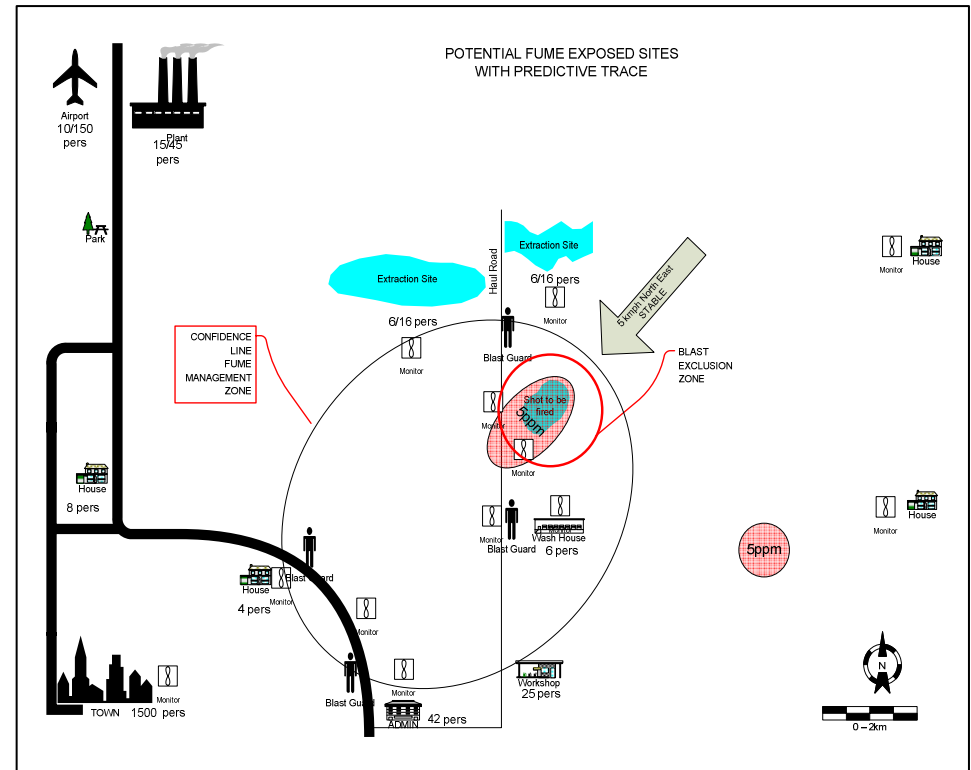 POTENTIAL FUME EXPOSED SITES
WITH PREDICTIVE TRACE
Airport
10/150
pers
Plant
15/45
pers
Park
Extraction Site
Extraction Site
Haul Road
6/16 pers
6/16 pers
Monitor
Monitor
Monitor
House
5 kmph North East
STABLE
CONFIDENCE
LINE
FUME
MANAGEMENT
ZONE
Blast Guard
BLAST
EXCLUSION
ZONE
Shot to be
fired
5ppm
Monitor
Monitor
House
8 pers
Monitor
Blast Guard
Monitor
Wash House
6 pers
Monitor
House
5ppm
Blast Guard
House
Monitor
4 pers
Monitor
TOWN
1500 pers
Monitor
Blast Guard
Monitor
ADMIN
42 pers
Workshop
25 pers
N
0 – 2km